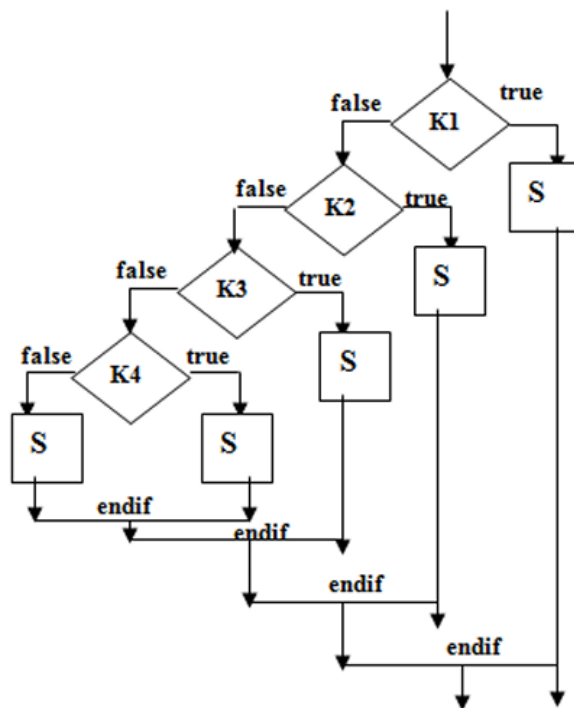 true
false
K1
false
true
K2
S
false
true
K3
S
false
true
K4
S
S
S
endif
endif
endif
endif